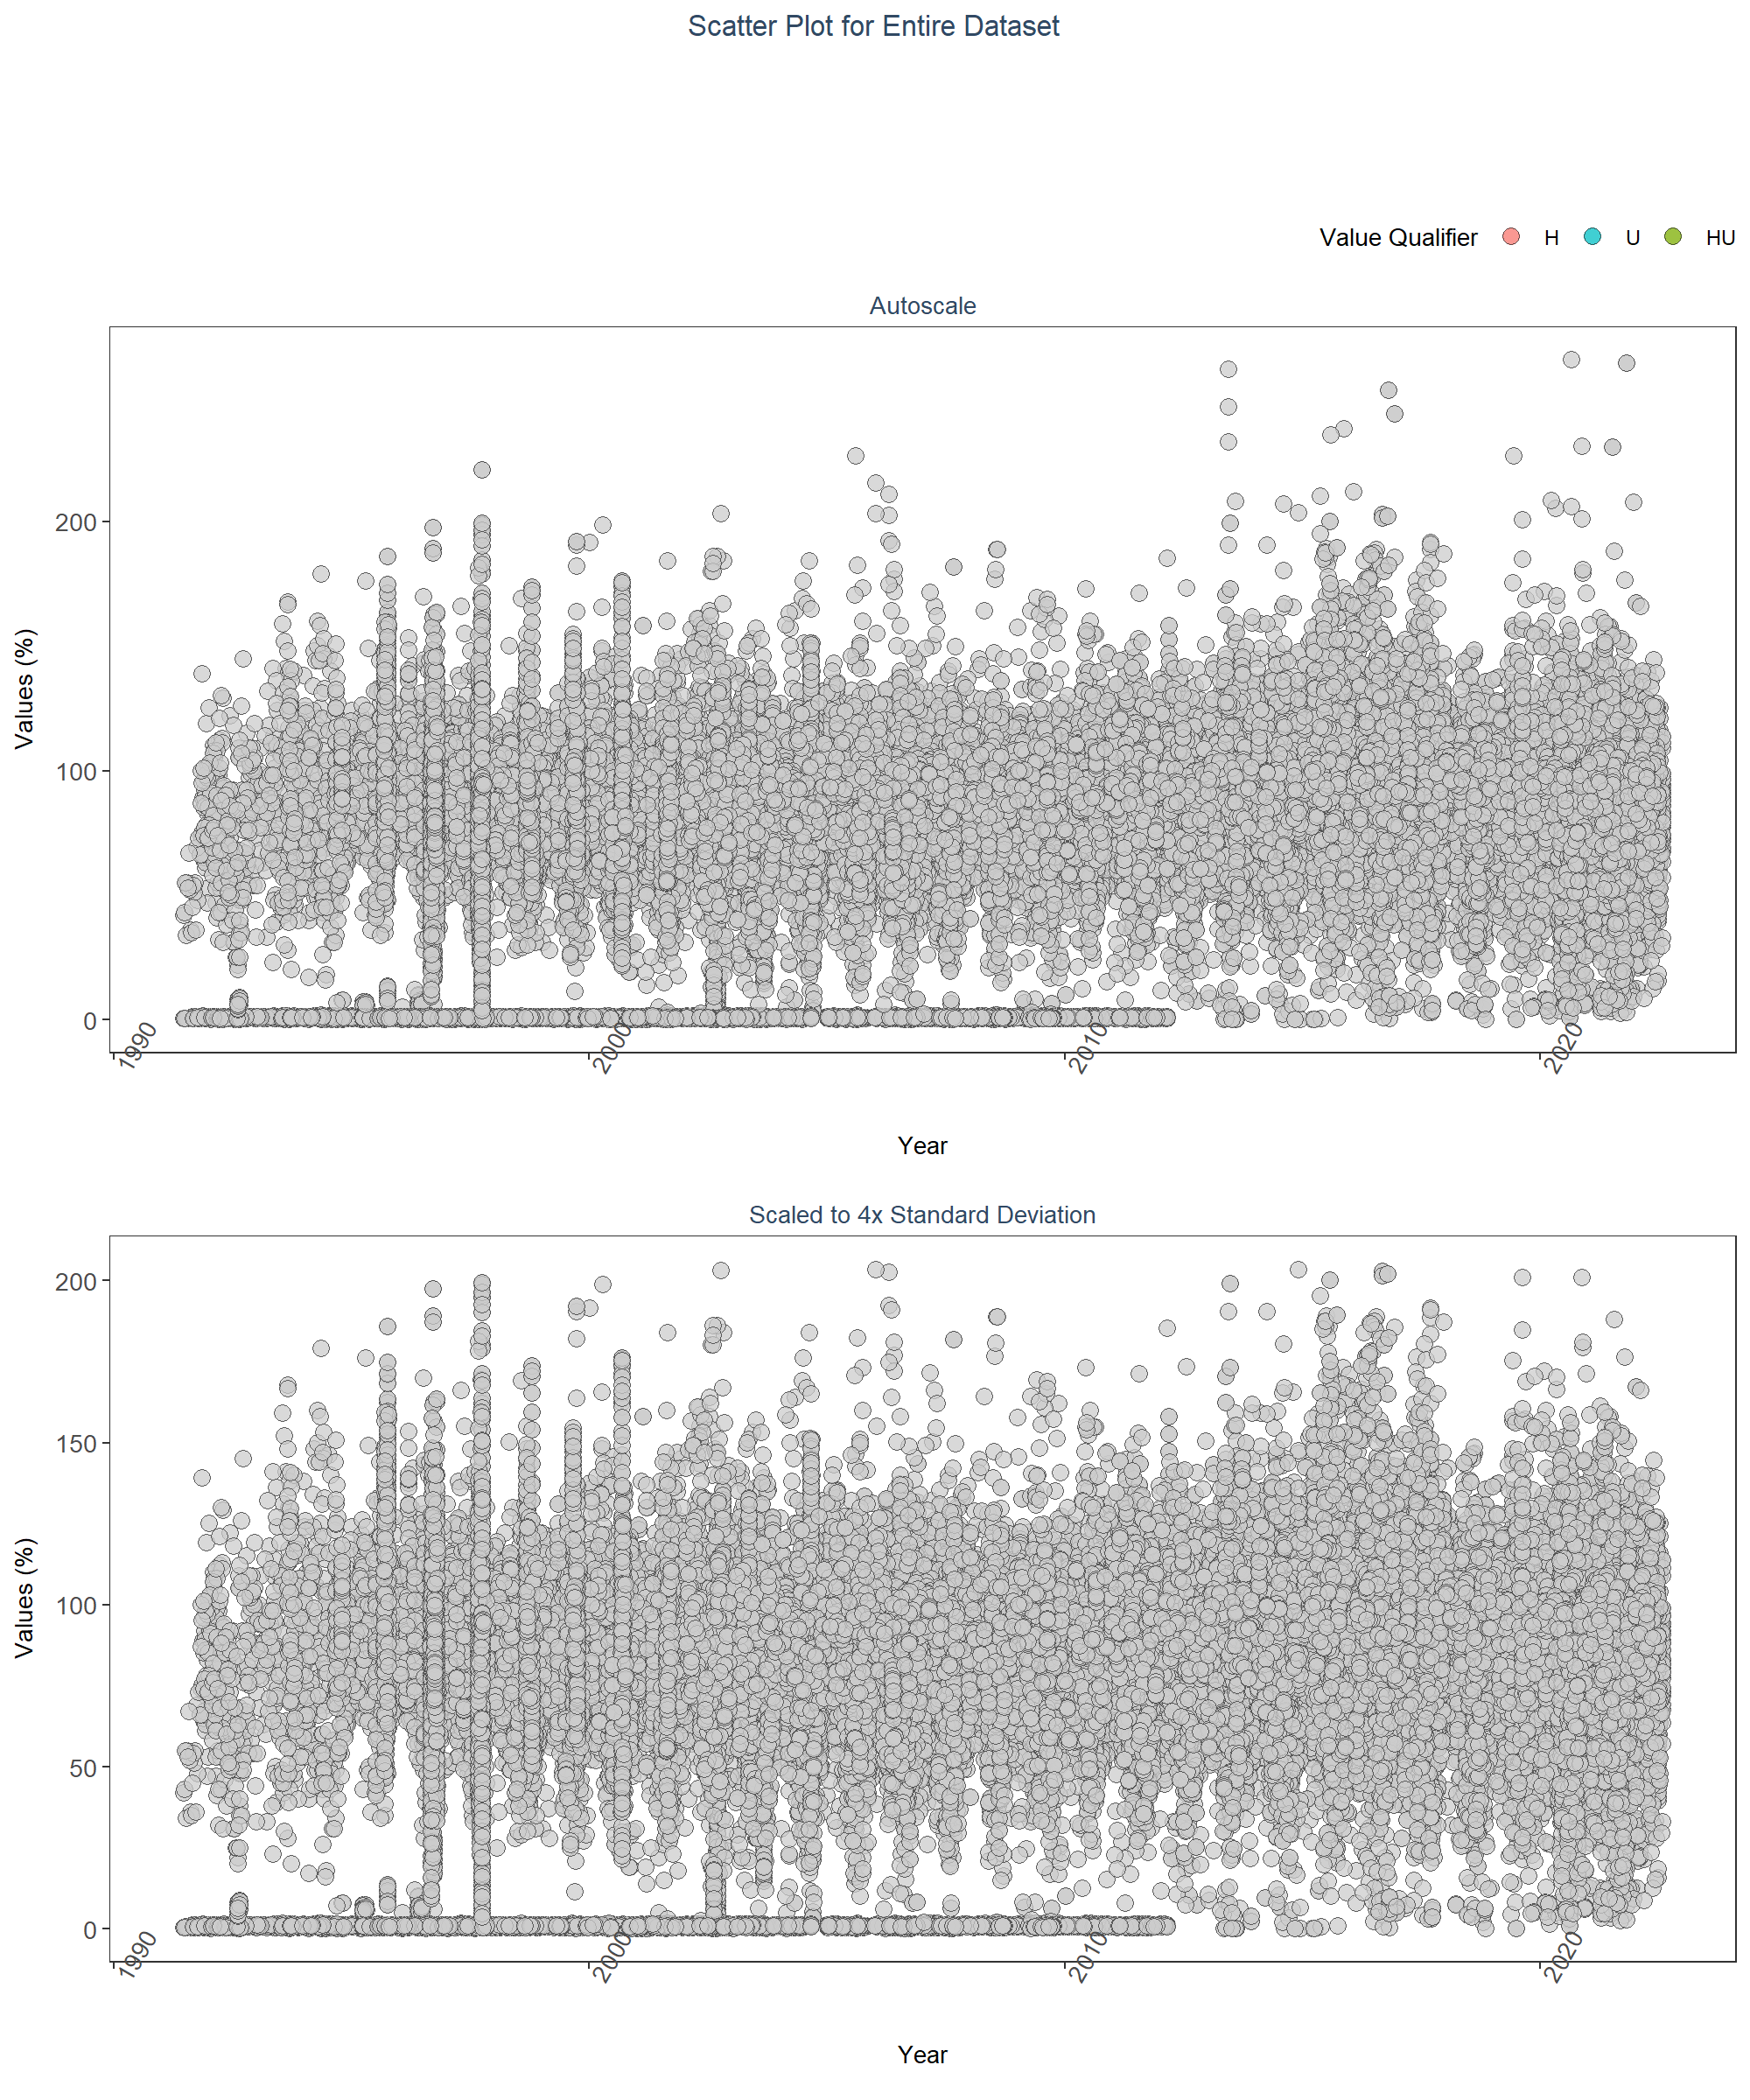 Scatter Plot for Entire Dataset
Value Qualifier H U HU
Autoscale
Values (%)
200
100
0
1990 2000 2010 2020
Year
Scaled to 4x Standard Deviation
Values (%)
200
150
100
50
0
1990 2000 2010 2020
Year